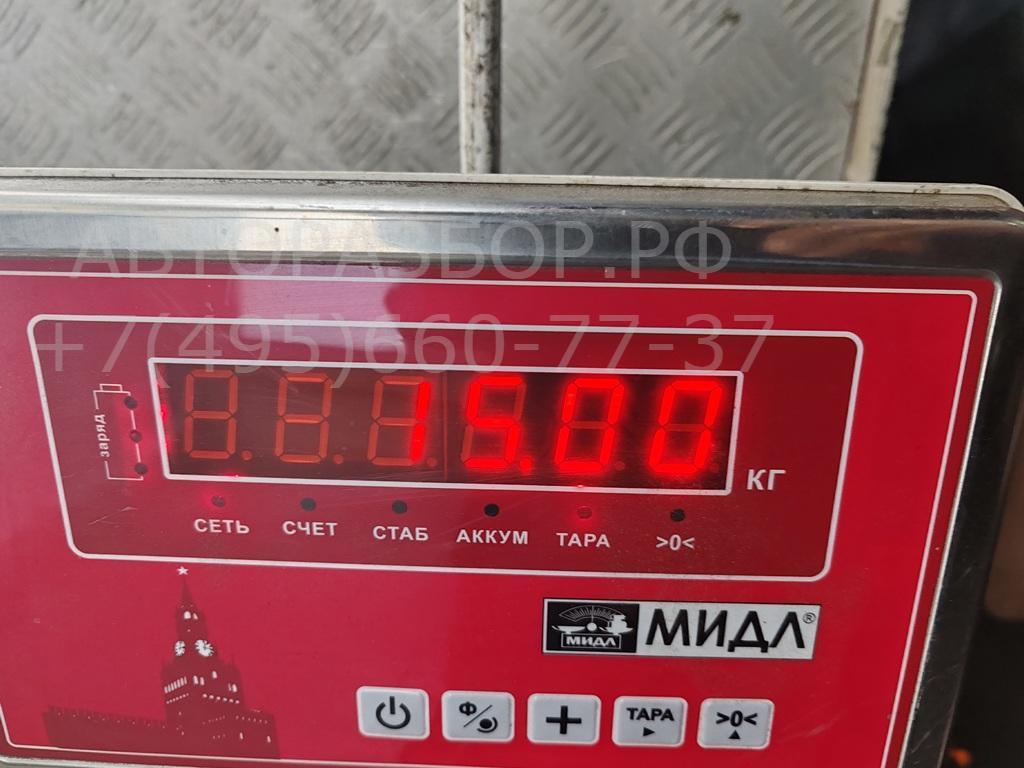 АВТОРАЗБОР.РФ
+7(495)660-77-37
заряд
15.00
КГ
СЕТЬ СЧЕТ СТАБ АККУМ ТАРА >0<
МИДЛ МИДЛ®
Ф + ТАРА >0<